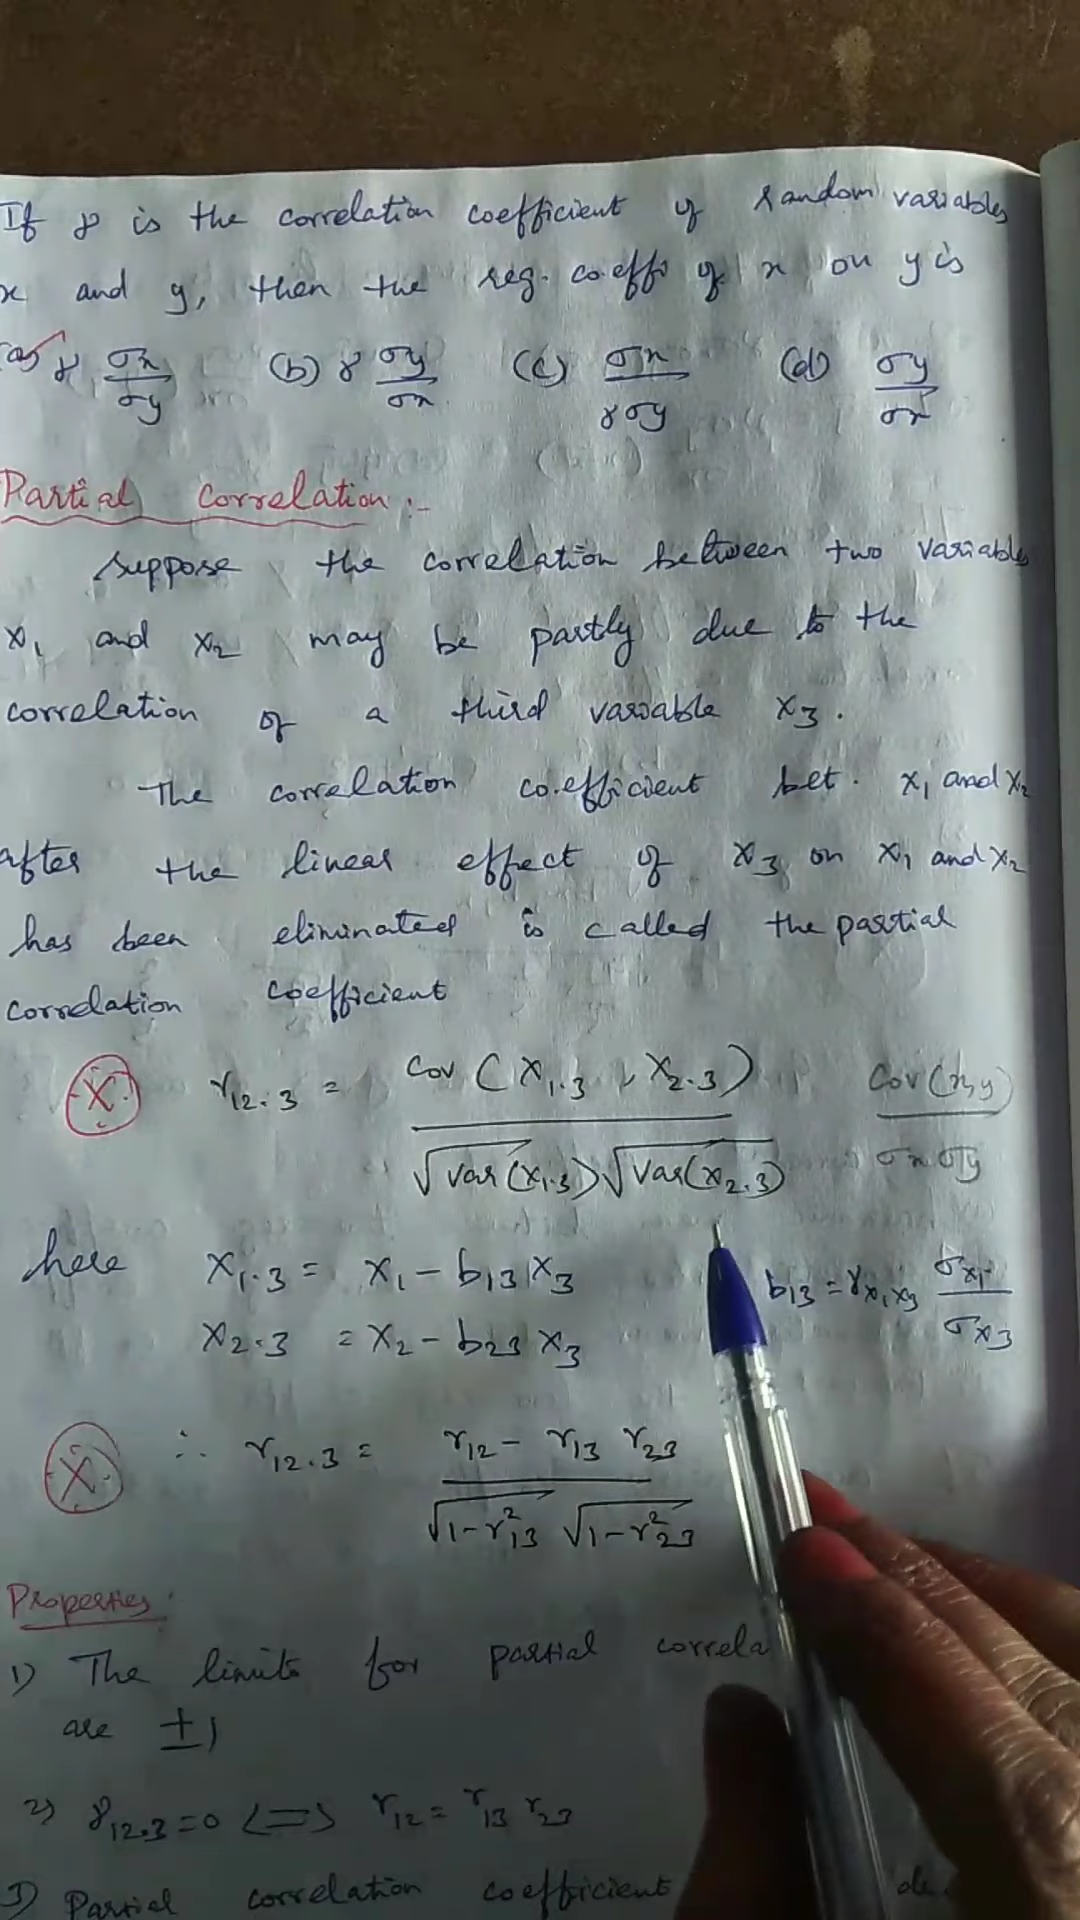 If r is the correlation coefficient of random variables
x and y, then the reg. co.effi of x on y is
(a) r σx/σy (b) r σy/σx (c) σx/rσy (d) σy/σx
Partial Correlation :-
Suppose the correlation between two variables
X1 and X2 may be partly due to the
correlation of a third variable X3.
The correlation co.efficient bet. X1 and X2
after the linear effect of X3 on X1 and X2
has been eliminated is called the partial
correlation coefficient
X r12.3 = Cov (X1.3, X2.3) / √Var(X1.3) √Var(X2.3) Cov(x,y) / σx σy
here X1.3 = X1 - b13 X3 b13 = rx1x3 σx1/σx3
X2.3 = X2 - b23 X3
X ∴ r12.3 = r12 - r13 r23 / √1-r²13 √1-r²23
Properties:
1) The limits for partial correla
are ±1
2) r12.3 = 0 <=> r12 = r13 r23
3) Partial correlation coefficient de